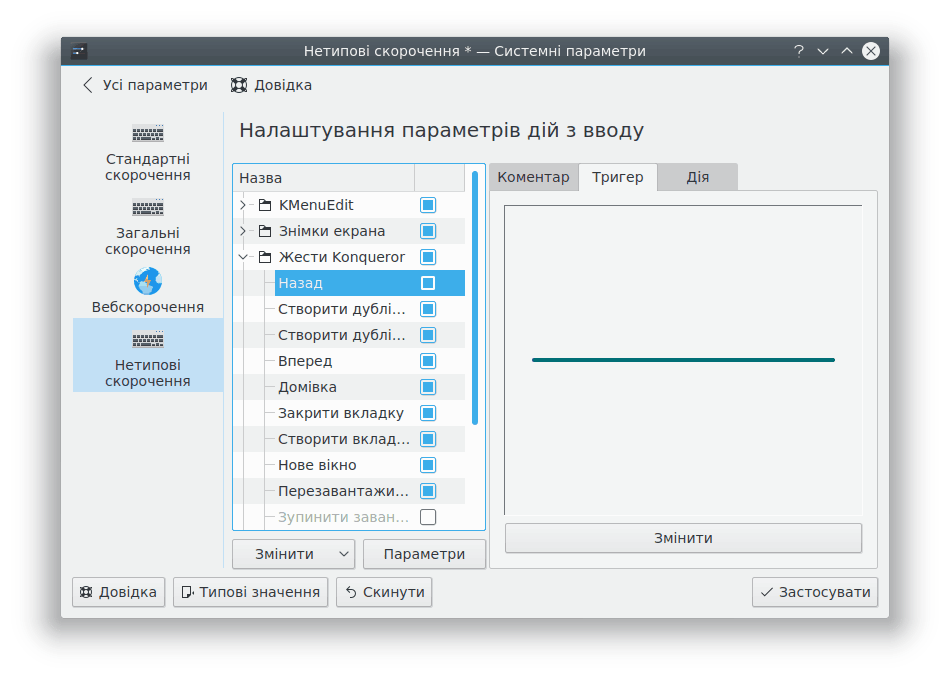 Нетипові скорочення * — Системні параметри
Усі параметри
Довідка
Стандартні
скорочення
Загальні
скорочення
Вебскорочення
Нетипові
скорочення
Налаштування параметрів дій з вводу
Назва
KMenuEdit
Знімки екрана
Жести Konqueror
Назад
Створити дублі...
Створити дублі...
Вперед
Домівка
Закрити вкладку
Створити вклад...
Нове вікно
Перезавантажи...
Зупинити заван...
Змінити
Параметри
Коментар
Тригер
Дія
Змінити
Довідка
Типові значення
Скинути
Застосувати